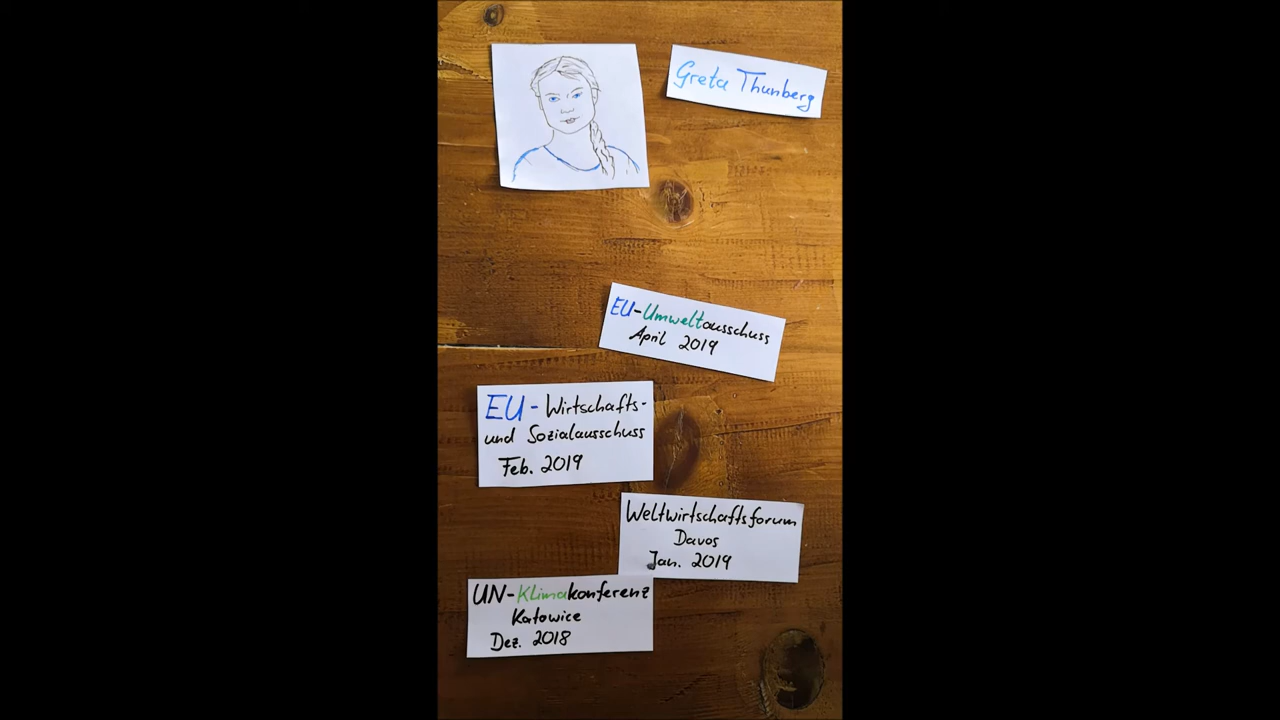 Greta Thunberg
EU-Umweltausschuss
April 2019
EU-Wirtschafts-
und Sozialausschuss
Feb. 2019
Weltwirtschaftsforum
Davos
Jan. 2019
UN-Klimakonferenz
Katowice
Dez. 2018